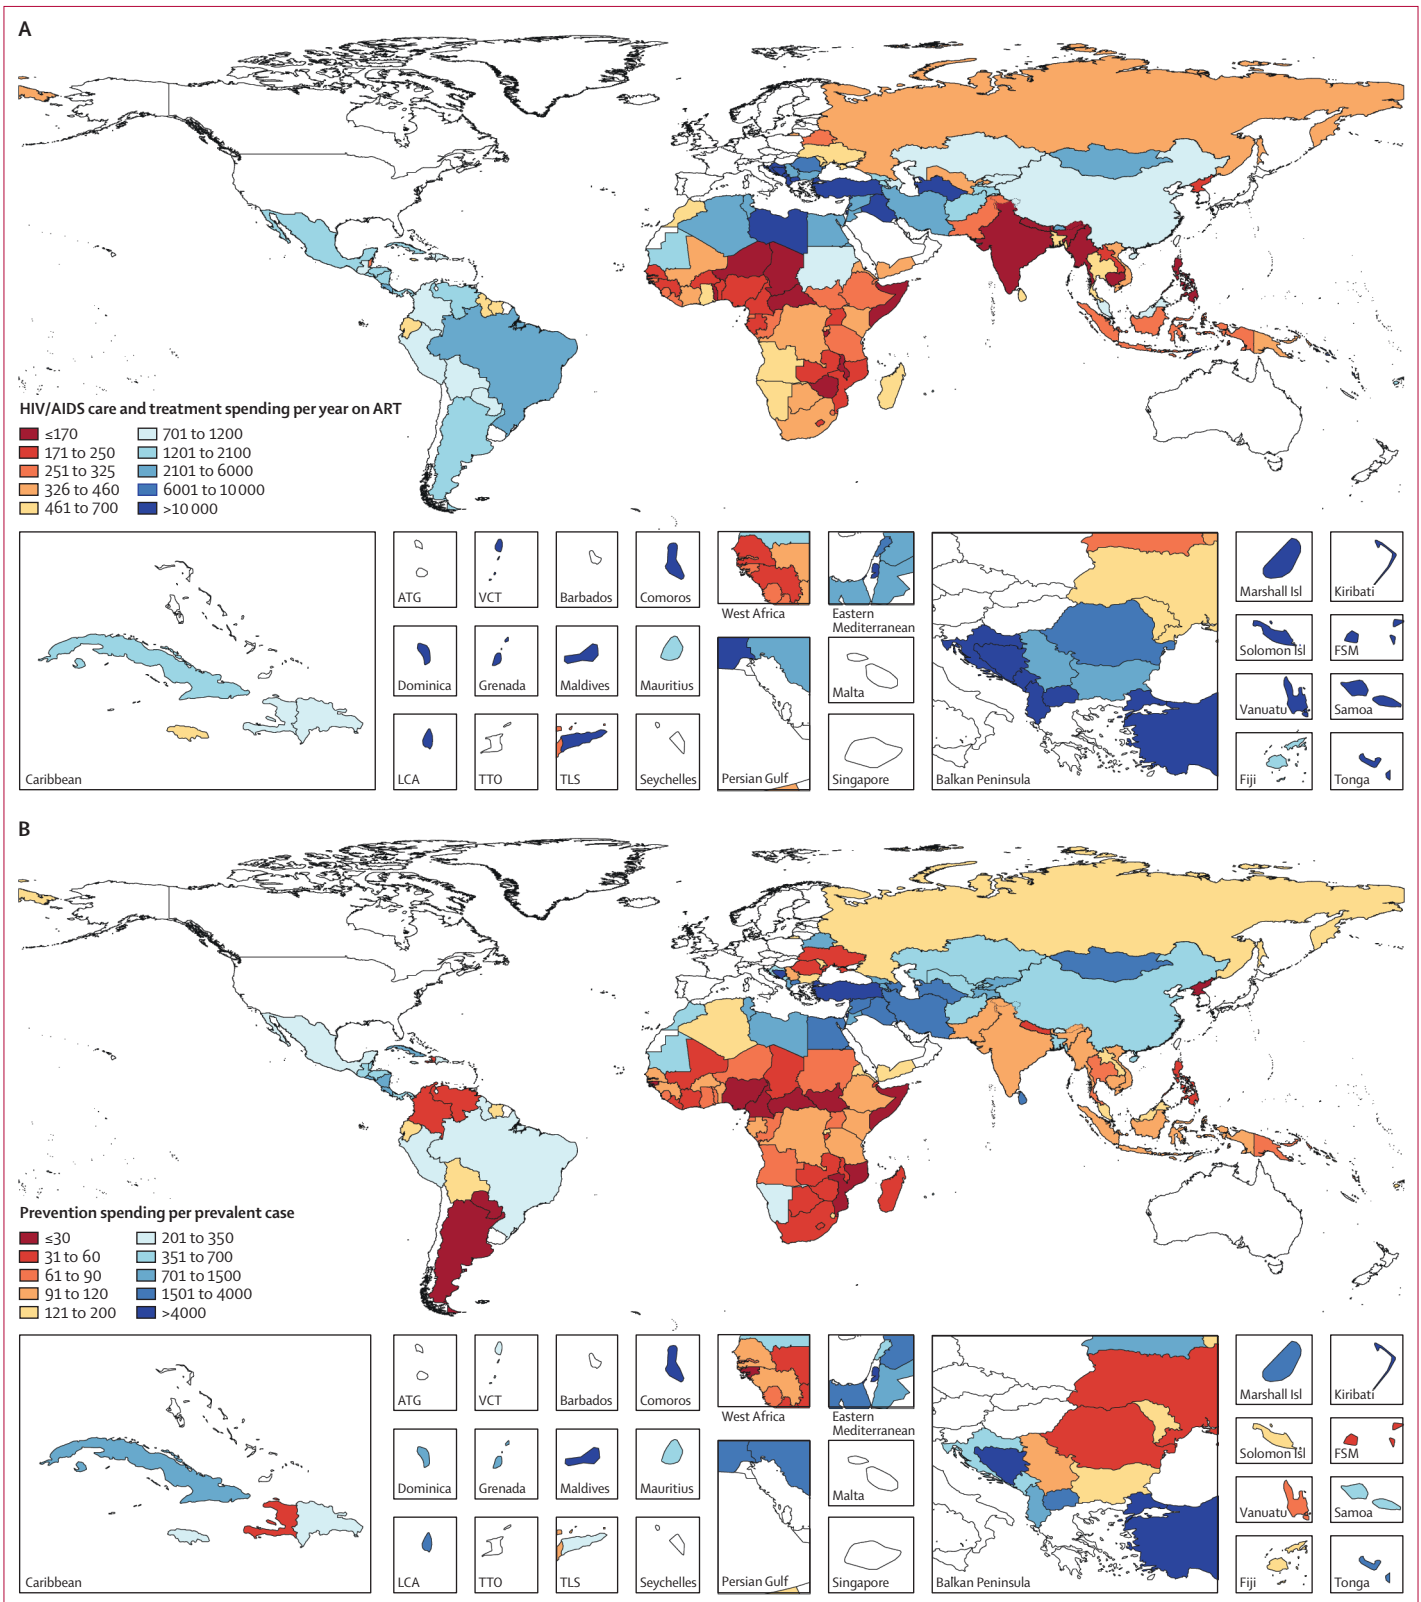 A
HIV/AIDS care and treatment spending per year on ART
≤170
171 to 250
251 to 325
326 to 460
461 to 700
701 to 1200
1201 to 2100
2101 to 6000
6001 to 10 000
>10 000
Caribbean
ATG
VCT
Barbados
Comoros
Dominica
Grenada
Maldives
Mauritius
LCA
TTO
TLS
Seychelles
West Africa
Eastern
Mediterranean
Persian Gulf
Malta
Singapore
Balkan Peninsula
Marshall Isl
Kiribati
Solomon Isl
FSM
Vanuatu
Samoa
Fiji
Tonga
B
Prevention spending per prevalent case
≤30
31 to 60
61 to 90
91 to 120
121 to 200
201 to 350
351 to 700
701 to 1500
1501 to 4000
>4000
Caribbean
ATG
VCT
Barbados
Comoros
Dominica
Grenada
Maldives
Mauritius
LCA
TTO
TLS
Seychelles
West Africa
Eastern
Mediterranean
Persian Gulf
Malta
Singapore
Balkan Peninsula
Marshall Isl
Kiribati
Solomon Isl
FSM
Vanuatu
Samoa
Fiji
Tonga